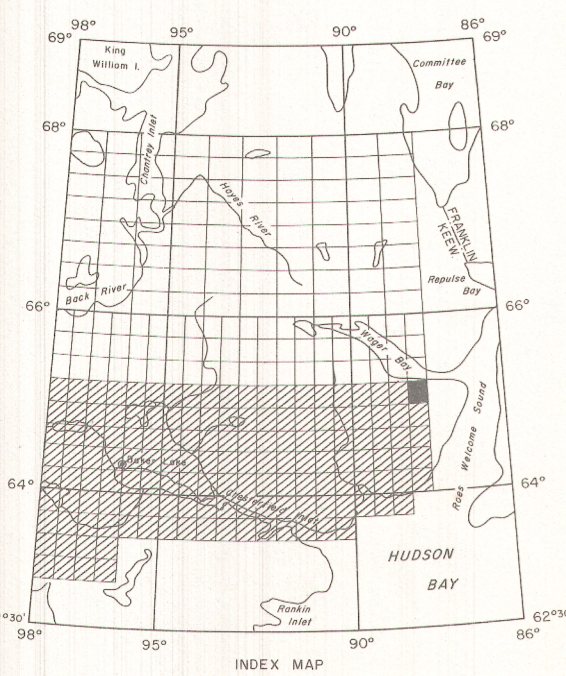 98°
95°
90°
86°
69°
69°
King
William I.
Committee
Bay
68°
68°
Chantrey Inlet
Hayes
River
FRANKLIN
KEEW.
Repulse
Bay
Back River
66°
66°
Wager Bay
Roes Welcome Sound
Baker Lake
64°
64°
Chesterfield Inlet
HUDSON
BAY
Rankin
Inlet
°30'
62°30'
98°
95°
90°
86°
INDEX MAP